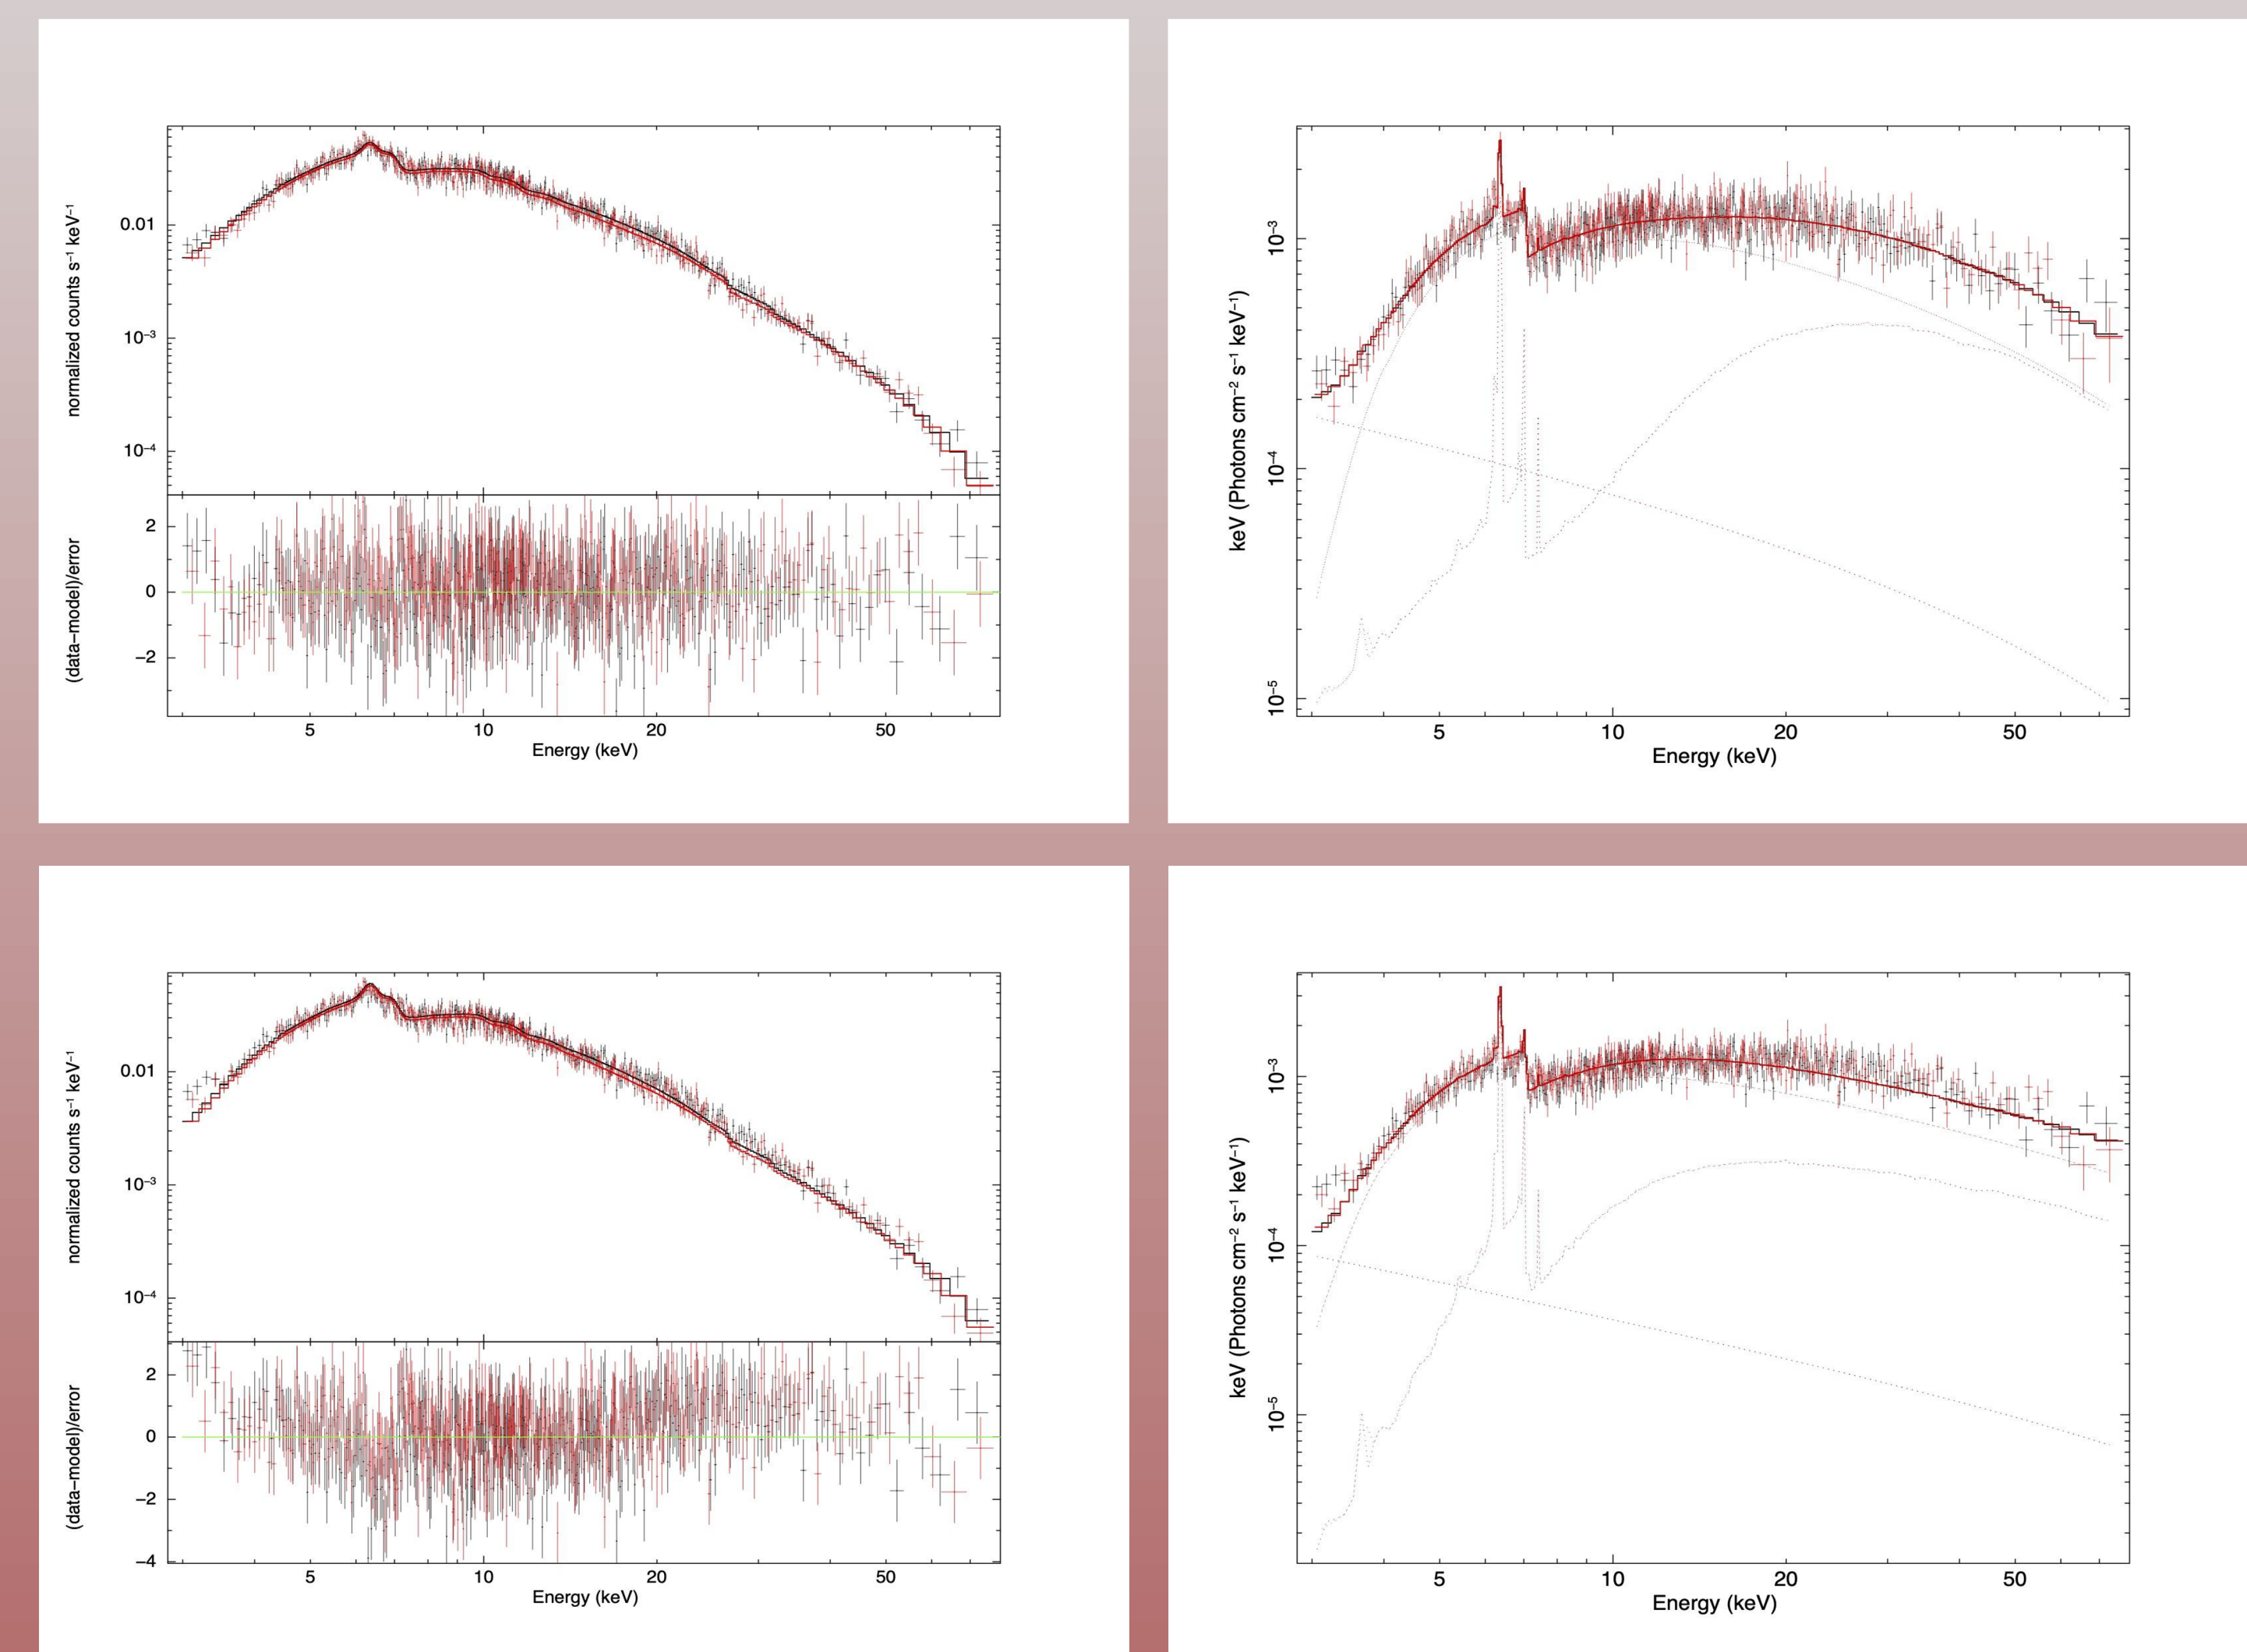 normalized counts s⁻¹ keV⁻¹
0.01
10⁻³
10⁻⁴
(data−model)/error
2
0
−2
5 10 20 50
Energy (keV)
keV (Photons cm⁻² s⁻¹ keV⁻¹)
10⁻³
10⁻⁴
10⁻⁵
5 10 20 50
Energy (keV)
normalized counts s⁻¹ keV⁻¹
0.01
10⁻³
10⁻⁴
(data−model)/error
2
0
−2
−4
5 10 20 50
Energy (keV)
keV (Photons cm⁻² s⁻¹ keV⁻¹)
10⁻³
10⁻⁴
10⁻⁵
5 10 20 50
Energy (keV)